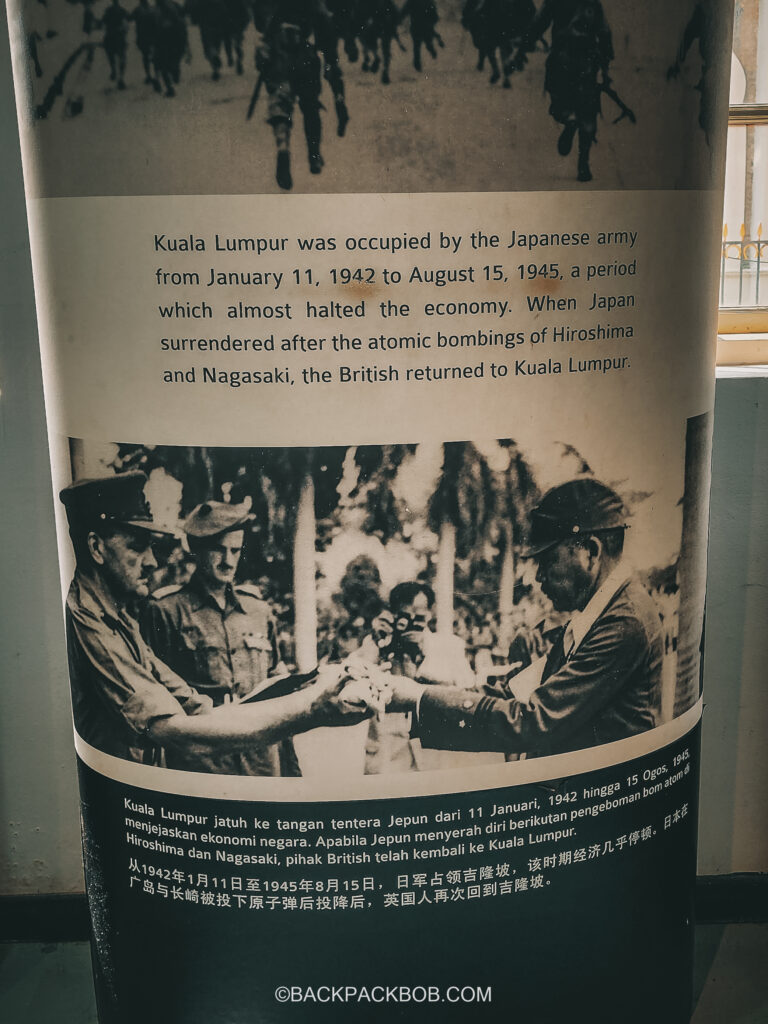 Kuala Lumpur was occupied by the Japanese army
from January 11, 1942 to August 15, 1945, a period
which almost halted the economy. When Japan
surrendered after the atomic bombings of Hiroshima
and Nagasaki, the British returned to Kuala Lumpur.
Kuala Lumpur jatuh ke tangan tentera Jepun dari 11 Januari, 1942 hingga 15 Ogos, 1945,
menjejaskan ekonomi negara. Apabila Jepun menyerah diri berikutan pengeboman bom atom di
Hiroshima dan Nagasaki, pihak British telah kembali ke Kuala Lumpur.
从1942年1月11日至1945年8月15日，日军占领吉隆坡，该时期经济几乎停顿。日本在
广岛与长崎被投下原子弹后投降后，英国人再次回到吉隆坡。
©BACKPACKBOB.COM